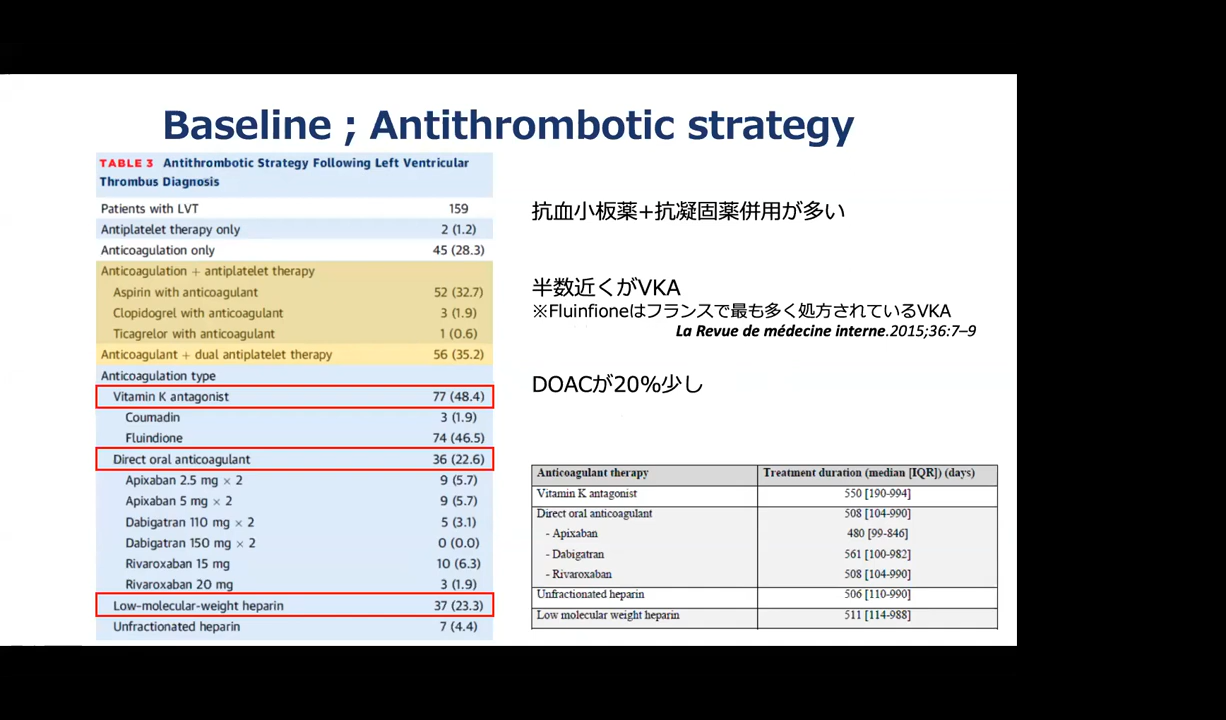 Baseline ; Antithrombotic strategy
TABLE 3 Antithrombotic Strategy Following Left Ventricular
Thrombus Diagnosis
Patients with LVT 159
Antiplatelet therapy only 2 (1.2)
Anticoagulation only 45 (28.3)
Anticoagulation + antiplatelet therapy
Aspirin with anticoagulant 52 (32.7)
Clopidogrel with anticoagulant 3 (1.9)
Ticagrelor with anticoagulant 1 (0.6)
Anticoagulant + dual antiplatelet therapy 56 (35.2)
Anticoagulation type
Vitamin K antagonist 77 (48.4)
Coumadin 3 (1.9)
Fluindione 74 (46.5)
Direct oral anticoagulant 36 (22.6)
Apixaban 2.5 mg × 2 9 (5.7)
Apixaban 5 mg × 2 9 (5.7)
Dabigatran 110 mg × 2 5 (3.1)
Dabigatran 150 mg × 2 0 (0.0)
Rivaroxaban 15 mg 10 (6.3)
Rivaroxaban 20 mg 3 (1.9)
Low-molecular-weight heparin 37 (23.3)
Unfractionated heparin 7 (4.4)
抗血小板薬+抗凝固薬併用が多い
半数近くがVKA
※Fluinfioneはフランスで最も多く処方されているVKA
La Revue de médecine interne.2015;36:7–9
DOACが20%少し
Anticoagulant therapy Treatment duration (median [IQR]) (days)
Vitamin K antagonist 550 [190-994]
Direct oral anticoagulant 508 [104-990]
- Apixaban 480 [99-846]
- Dabigatran 561 [100-982]
- Rivaroxaban 508 [104-990]
Unfractionated heparin 506 [110-990]
Low molecular weight heparin 511 [114-988]